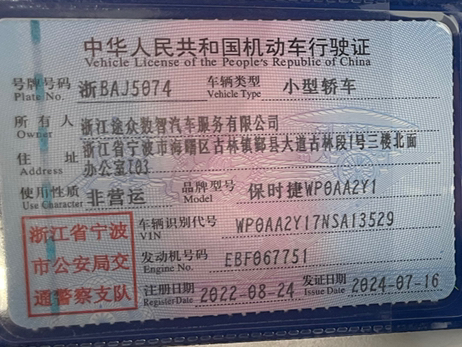 中华人民共和国机动车行驶证
Vehicle License of the People's Republic of China
号牌号码 浙BAJ5074 车辆类型 小型轿车
Plate No. Vehicle Type
所有人 浙江途众数智汽车服务有限公司
Owner
住址 浙江省宁波市海曙区古林镇鄞县大道古林段1号三楼北面
Address 办公室103
使用性质 非营运 品牌型号 保时捷WP0AA2Y1
Use Character Model
浙江省宁波
市公安局交
通警察支队
车辆识别代号 WP0AA2Y17NSA13529
VIN
发动机号码 EBF067751
Engine No.
注册日期 2022-08-24 发证日期 2024-07-16
Register Date Issue Date